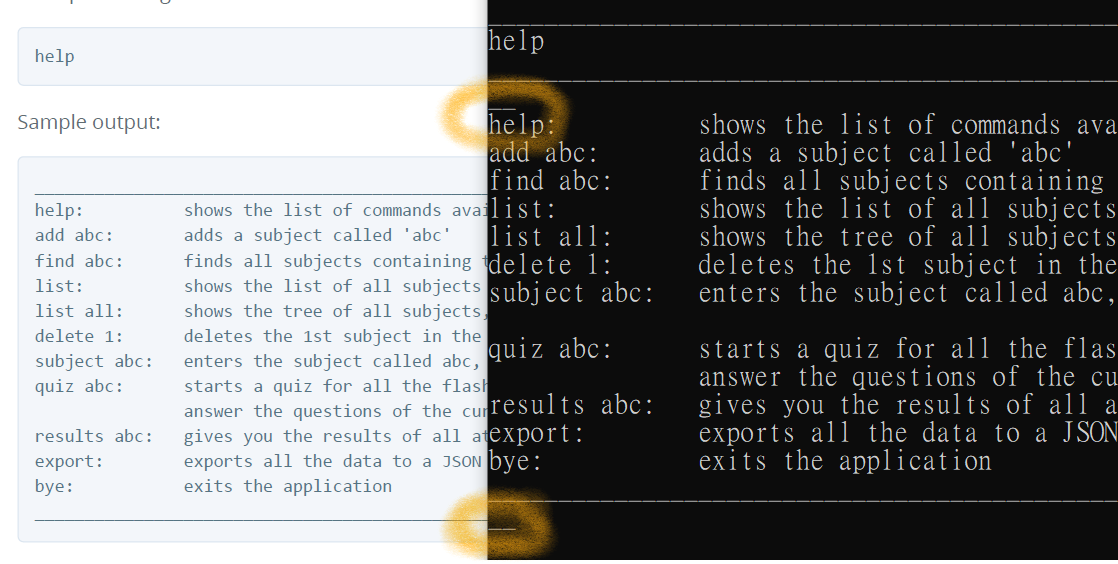 help
Sample output:
help:          shows the list of commands avai
add abc:       adds a subject called 'abc'
find abc:      finds all subjects containing
list:          shows the list of all subjects
list all:      shows the tree of all subjects,
delete 1:      deletes the 1st subject in the
subject abc:   enters the subject called abc,
quiz abc:      starts a quiz for all the flash
answer the questions of the cur
results abc:   gives you the results of all at
export:        exports all the data to a JSON
bye:           exits the application
help
help:          shows the list of commands ava
add abc:       adds a subject called 'abc'
find abc:      finds all subjects containing
list:          shows the list of all subjects
list all:      shows the tree of all subjects
delete 1:      deletes the 1st subject in the
subject abc:   enters the subject called abc,
quiz abc:      starts a quiz for all the flas
answer the questions of the cu
results abc:   gives you the results of all a
export:        exports all the data to a JSON
bye:           exits the application